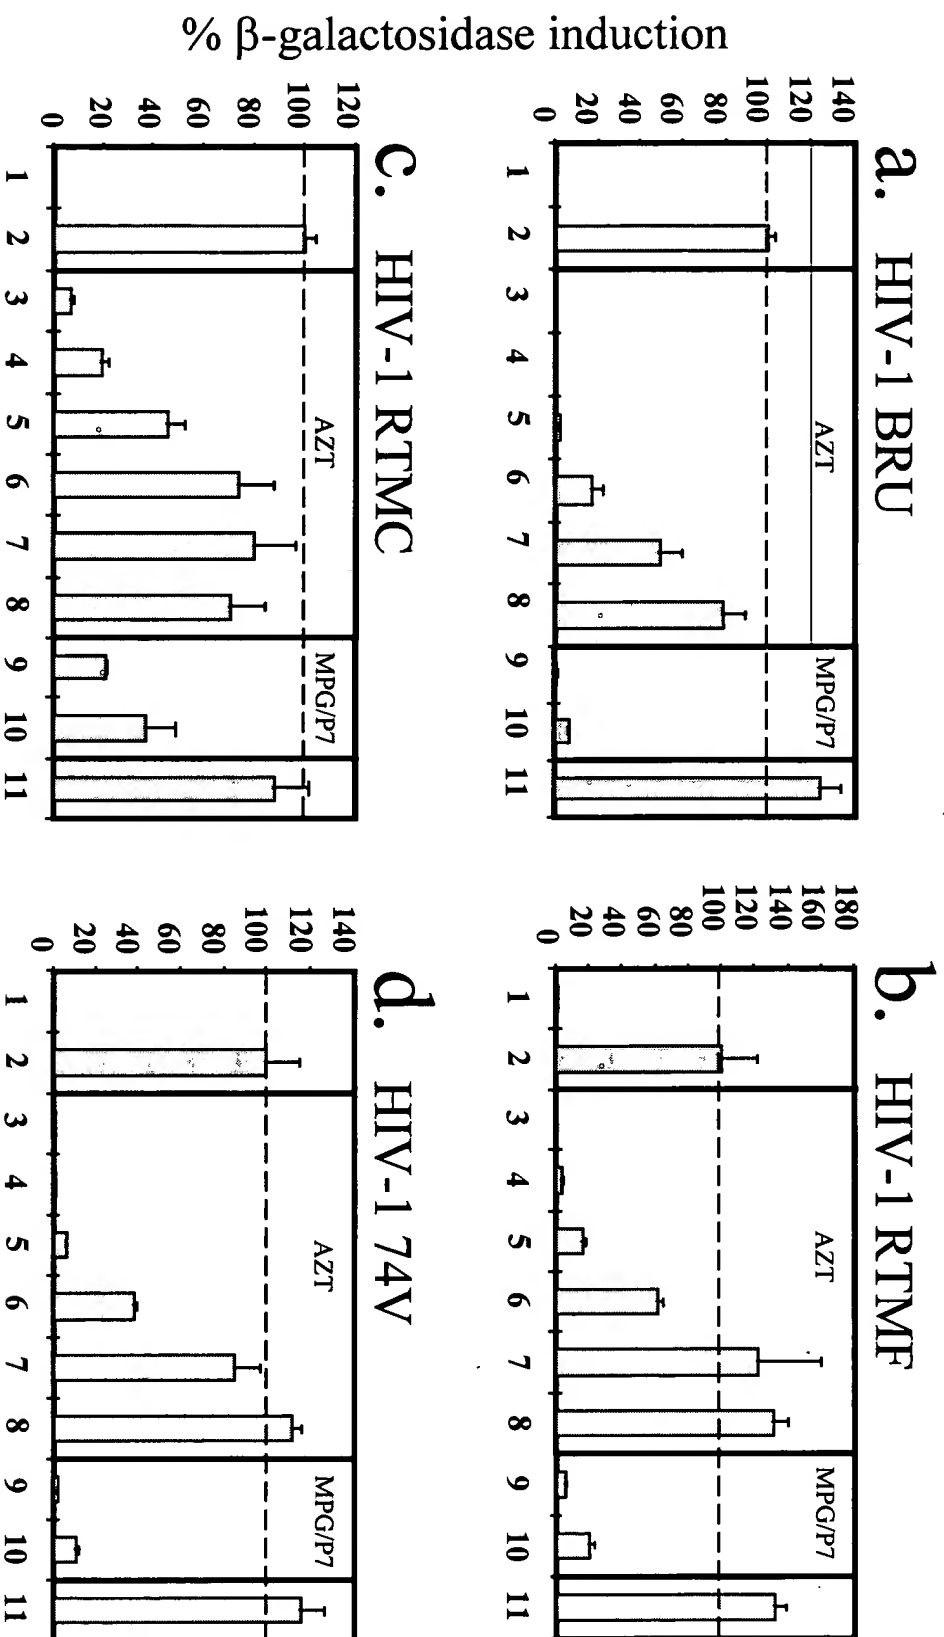 % β-galactosidase induction
a. HIV-1 BRU
140
120
100
80
60
40
20
0
AZT
MPG/P7
1 2 3 4 5 6 7 8 9 10 11
b. HIV-1 RTMF
180
160
140
120
100
80
60
40
20
0
AZT
MPG/P7
1 2 3 4 5 6 7 8 9 10 11
c. HIV-1 RTMC
120
100
80
60
40
20
0
AZT
MPG/P7
1 2 3 4 5 6 7 8 9 10 11
d. HIV-1 74V
140
120
100
80
60
40
20
0
AZT
MPG/P7
1 2 3 4 5 6 7 8 9 10 11